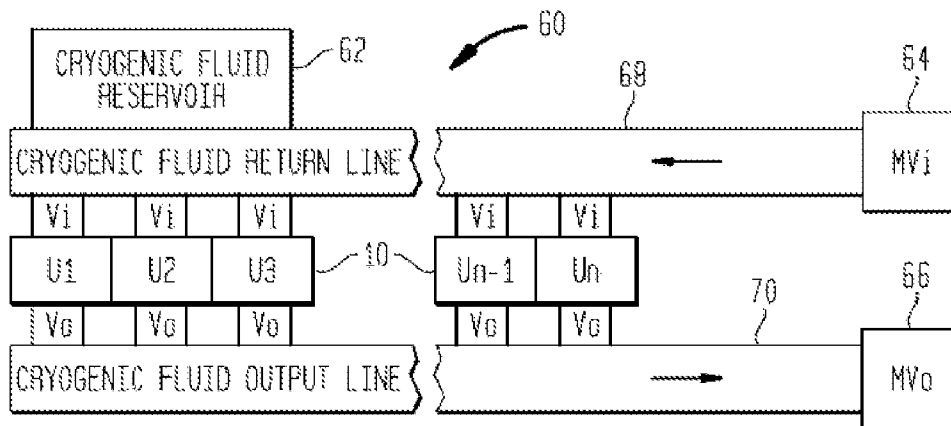 60
CRYOGENIC FLUID
RESERVOIR
62
64
68
CRYOGENIC FLUID RETURN LINE
MVi
Vi Vi Vi Vi Vi
U1 U2 U3 10 Un-1 Un
Vo Vo Vo Vo Vo
70
66
CRYOGENIC FLUID OUTPUT LINE
MVo